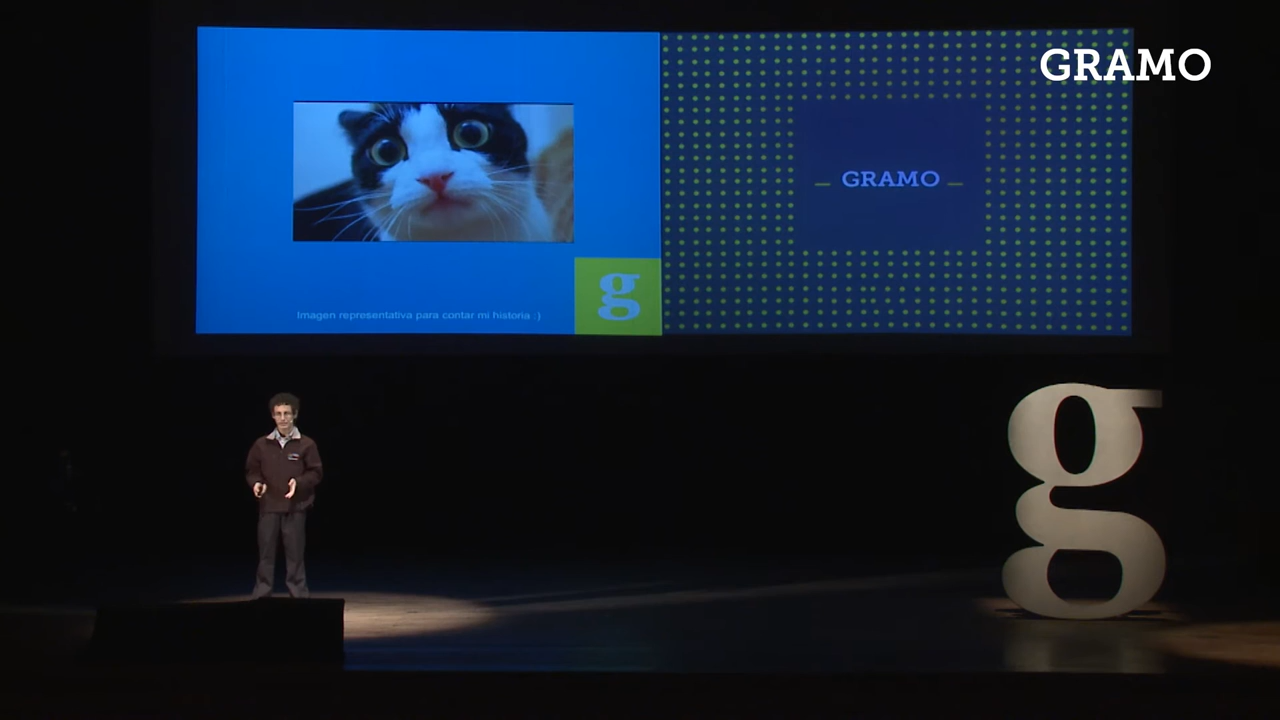 GRAMO
_ GRAMO _
g
Imagen representativa para contar mi historia :)
g